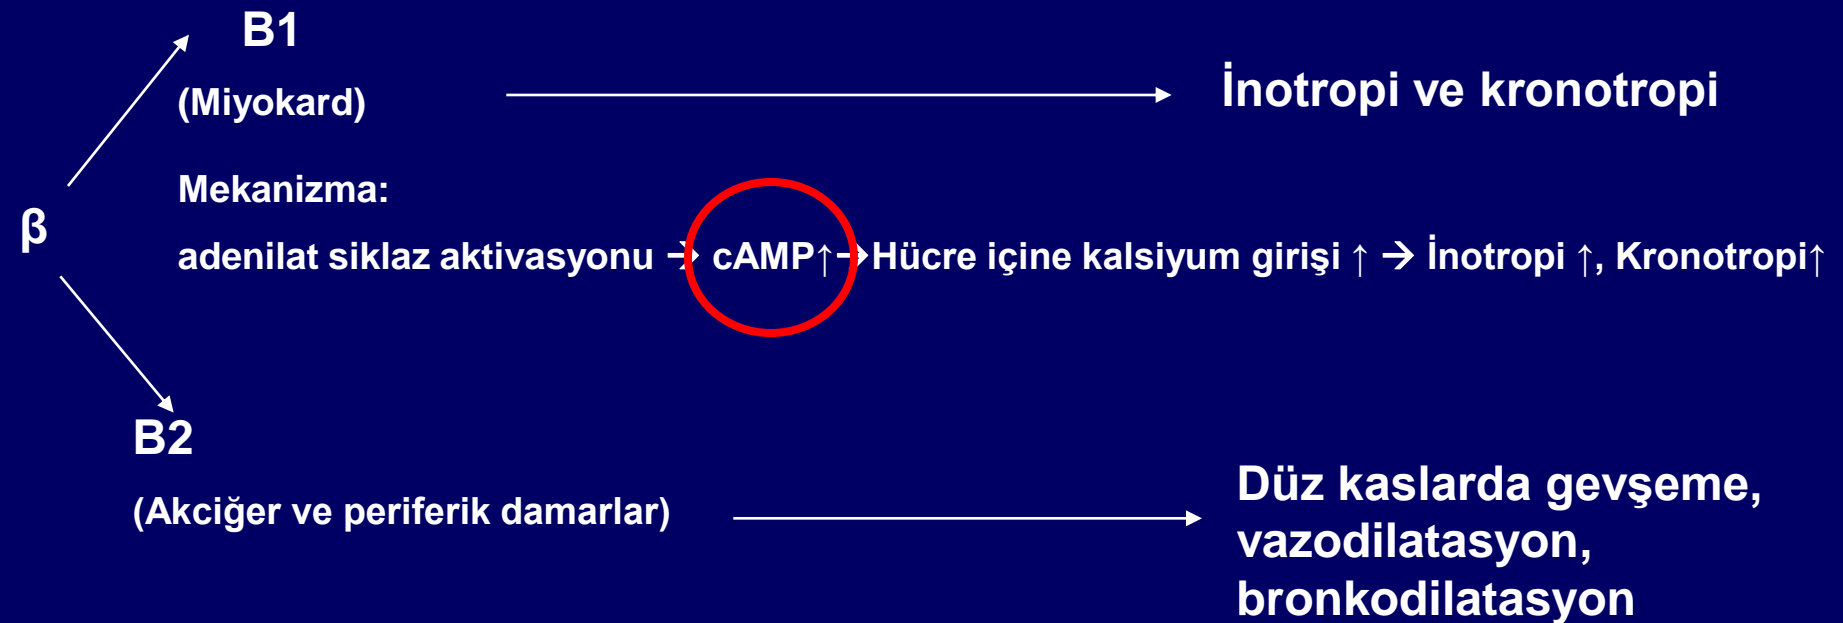 B1
(Miyokard)
İnotropi ve kronotropi
Mekanizma:
β
adenilat siklaz aktivasyonu → cAMP↑→Hücre içine kalsiyum girişi ↑ → İnotropi ↑, Kronotropi↑
B2
(Akciğer ve periferik damarlar)
Düz kaslarda gevşeme,
vazodilatasyon,
bronkodilatasyon